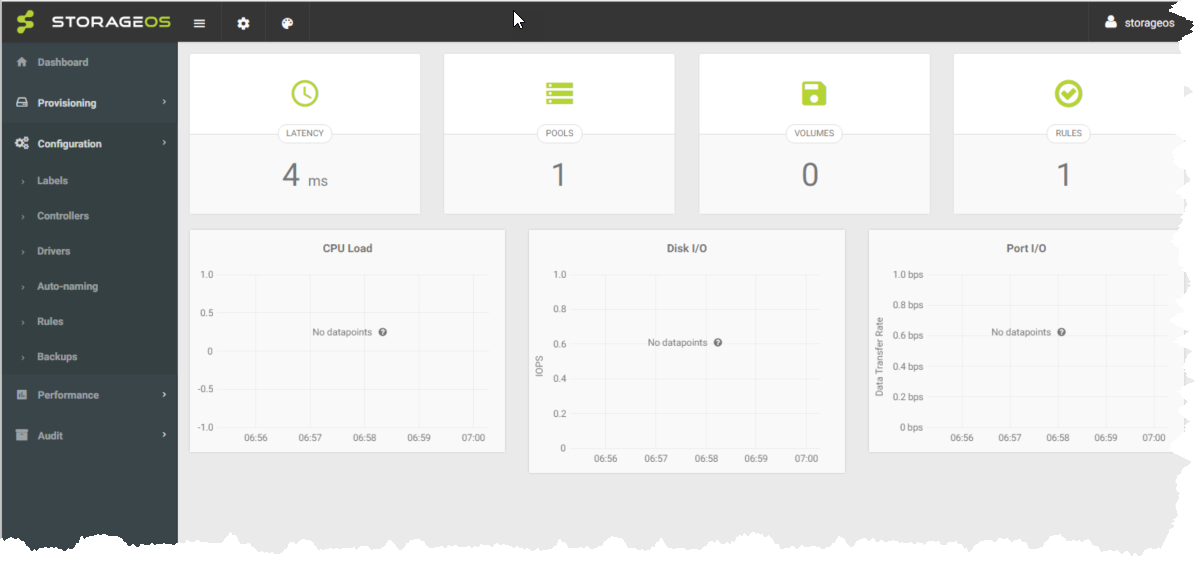 STORAGEOS
storageos
Dashboard
Provisioning
Configuration
Labels
Controllers
Drivers
Auto-naming
Rules
Backups
Performance
Audit
LATENCY
4 ms
POOLS
1
VOLUMES
0
RULES
1
CPU Load
1.0
0.5
0
-0.5
-1.0
No datapoints
06:56 06:57 06:58 06:59 07:00
Disk I/O
IOPS
1.0
0.8
0.6
0.4
0.2
0
No datapoints
06:56 06:57 06:58 06:59 07:00
Port I/O
Data Transfer Rate
1.0 bps
0.8 bps
0.6 bps
0.4 bps
0.2 bps
0 bps
No datapoints
06:56 06:57 06:58 06:59 07:00